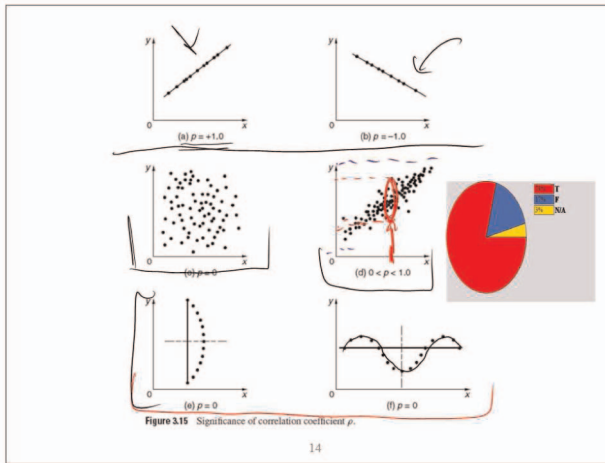 y
y
0
x
0
x
(a) p = +1.0
(b) p = −1.0
y
y
0
x
0
x
(c) p = 0
(d) 0 < p < 1.0
T
F
N/A
y
y
0
x
0
x
(e) p = 0
(f) p = 0
Figure 3.15 Significance of correlation coefficient ρ.
14